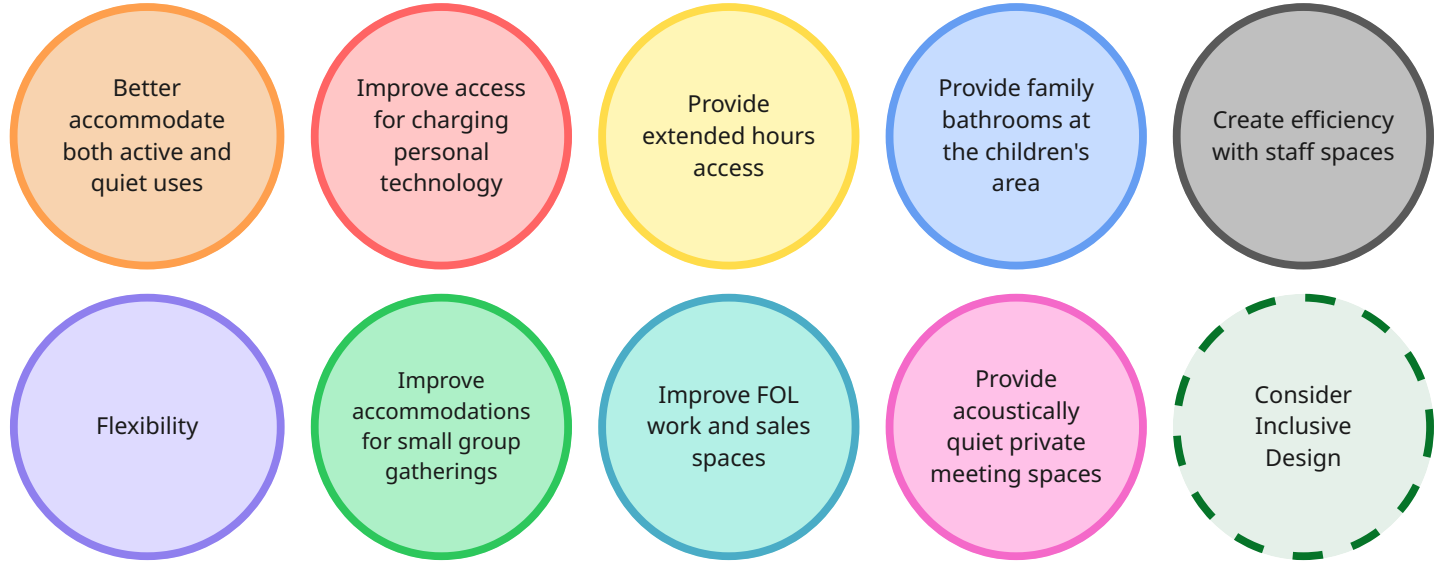 Better
accommodate
both active and
quiet uses
Improve access
for charging
personal
technology
Provide
extended hours
access
Provide family
bathrooms at
the children's
area
Create efficiency
with staff spaces
Flexibility
Improve
accommodations
for small group
gatherings
Improve FOL
work and sales
spaces
Provide
acoustically
quiet private
meeting spaces
Consider
Inclusive
Design